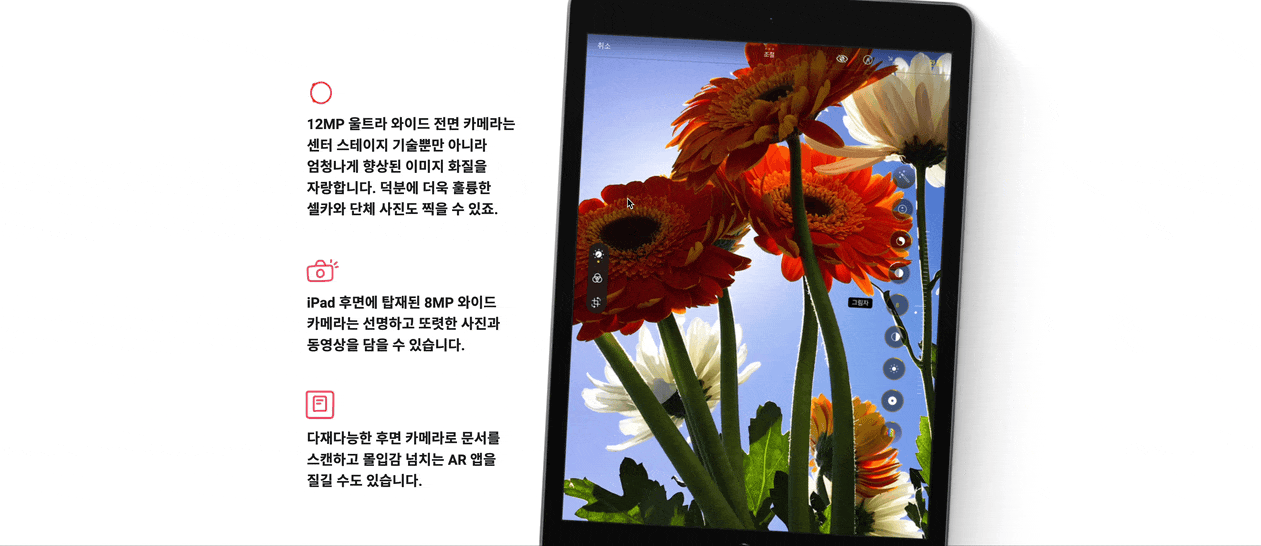 12MP 울트라 와이드 전면 카메라는
센터 스테이지 기술뿐만 아니라
엄청나게 향상된 이미지 화질을
자랑합니다. 덕분에 더욱 훌륭한
셀카와 단체 사진도 찍을 수 있죠.
iPad 후면에 탑재된 8MP 와이드
카메라는 선명하고 또렷한 사진과
동영상을 담을 수 있습니다.
다재다능한 후면 카메라로 문서를
스캔하고 몰입감 넘치는 AR 앱을
질길 수도 있습니다.
취소
조절
그림자